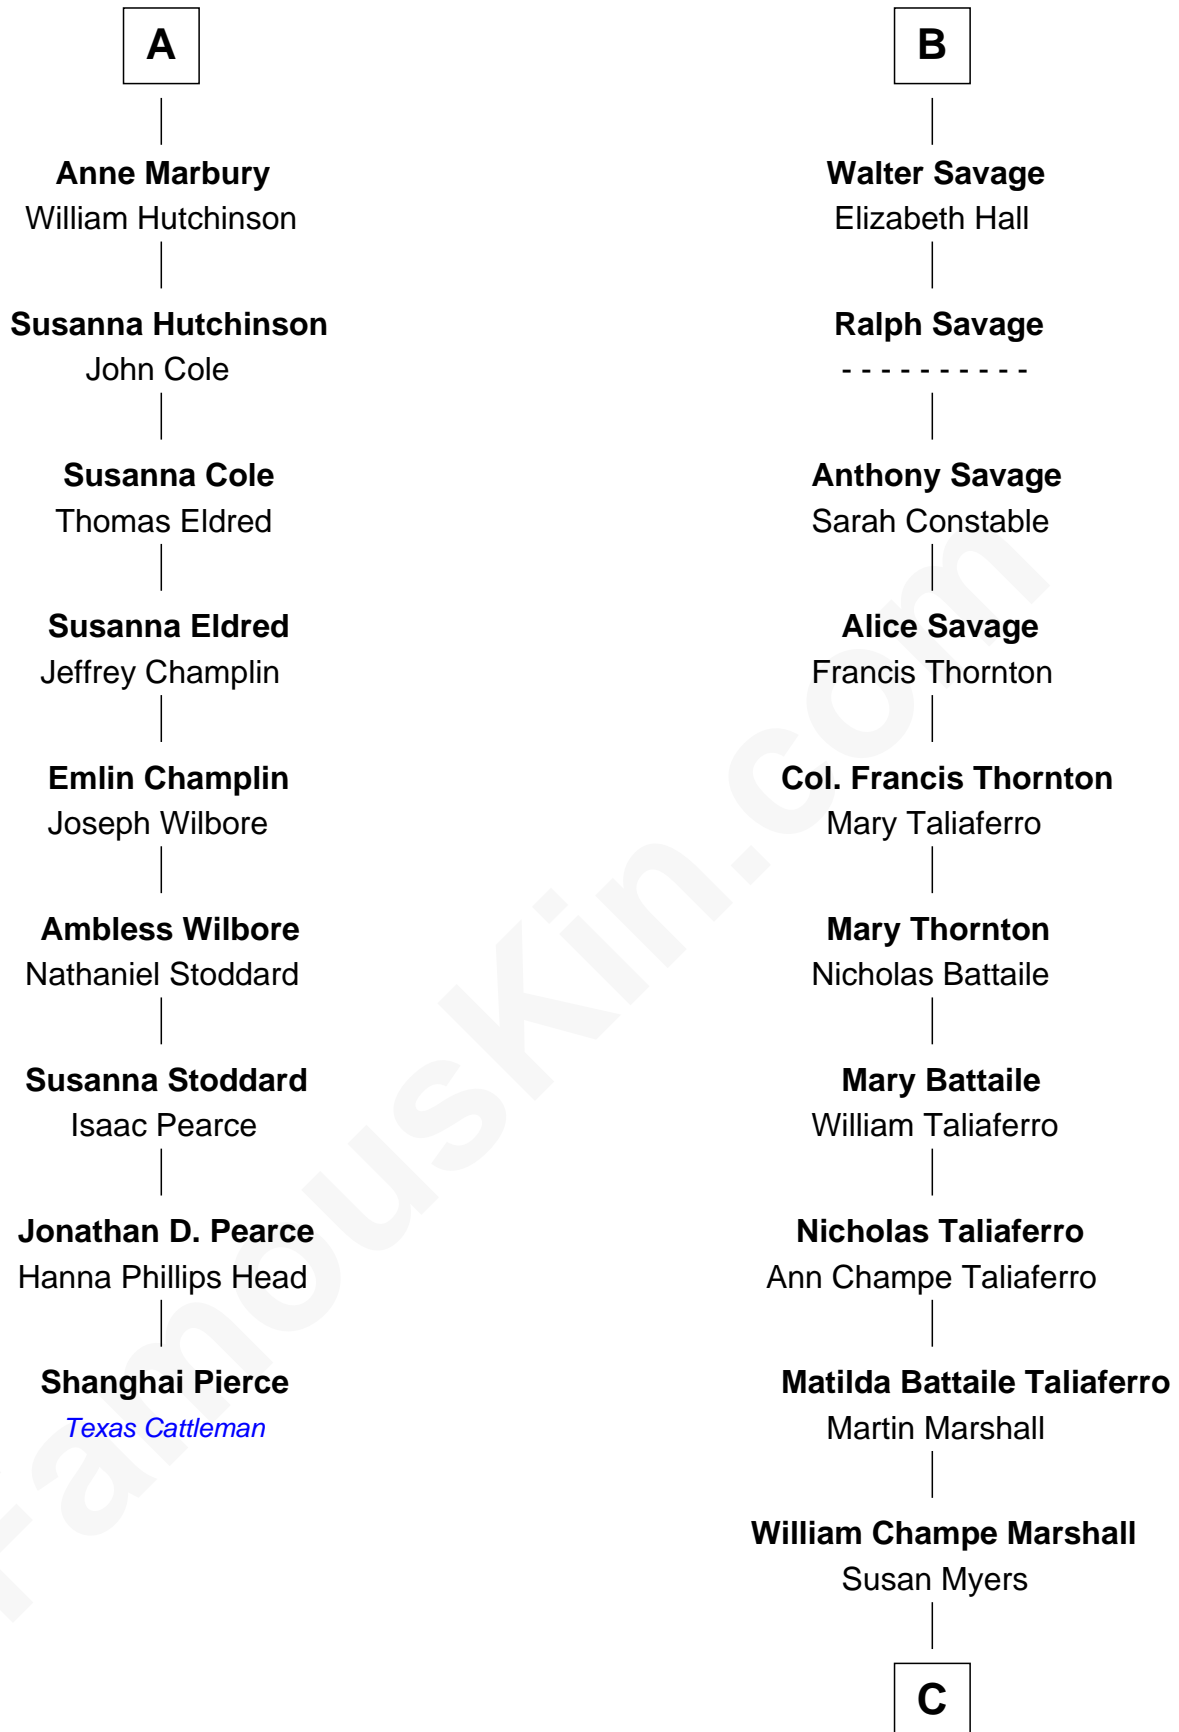 A
Anne Marbury
William Hutchinson
Susanna Hutchinson
John Cole
Susanna Cole
Thomas Eldred
Susanna Eldred
Jeffrey Champlin
Emlin Champlin
Joseph Wilbore
Ambless Wilbore
Nathaniel Stoddard
Susanna Stoddard
Isaac Pearce
Jonathan D. Pearce
Hanna Phillips Head
Shanghai Pierce
Texas Cattleman
B
Walter Savage
Elizabeth Hall
Ralph Savage
- - - - - - - - - -
Anthony Savage
Sarah Constable
Alice Savage
Francis Thornton
Col. Francis Thornton
Mary Taliaferro
Mary Thornton
Nicholas Battaile
Mary Battaile
William Taliaferro
Nicholas Taliaferro
Ann Champe Taliaferro
Matilda Battaile Taliaferro
Martin Marshall
William Champe Marshall
Susan Myers
C
FamousKin.com